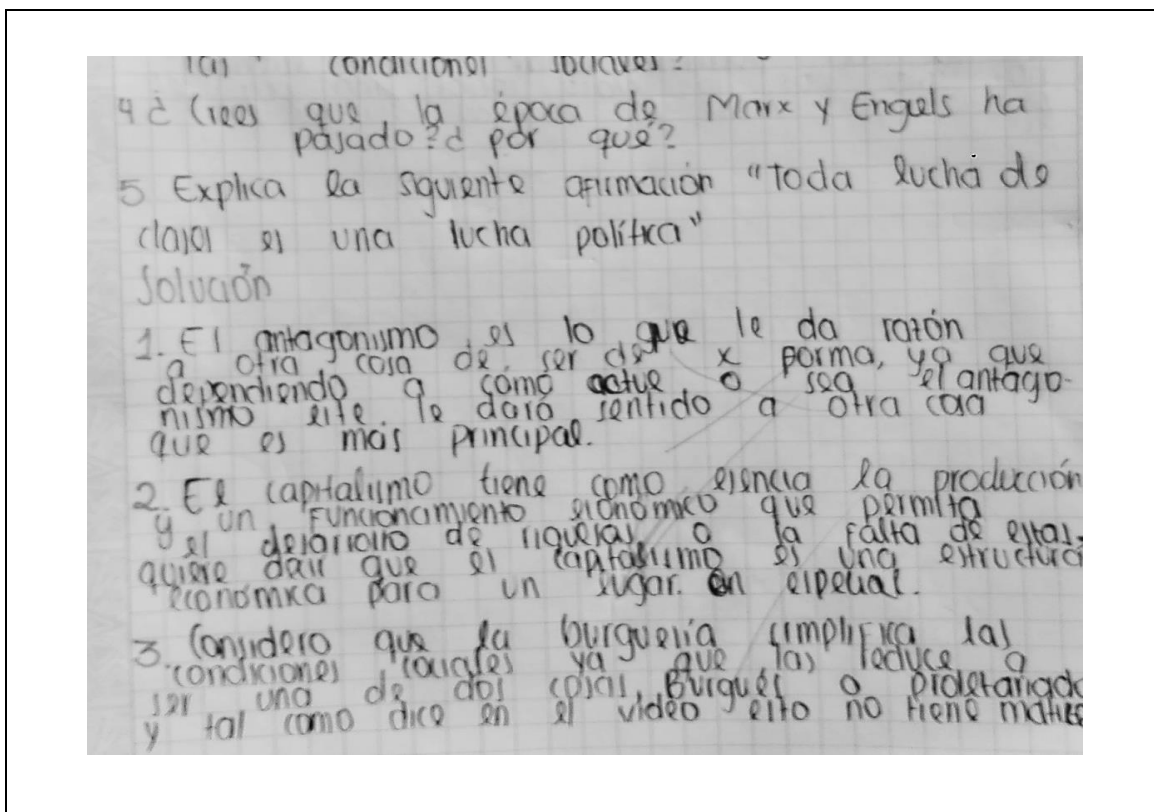 las condiciones sociales?
4 ¿ Crees que la época de Marx y Engels ha
pasado? ¿ por qué?
5 Explica la siguiente afirmación "Toda lucha de
clases es una lucha política"
Solución
1. El antagonismo es lo que le da razón
a otra cosa de ser de x forma, ya que
dependiendo a como actue, o sea el antago-
nismo este le dará sentido a otra cosa
que es más principal.
2. El capitalismo tiene como esencia la producción
y un funcionamiento económico que permita
el desarrollo de riquezas, o la falta de estas,
quiere decir que el capitalismo es una estructura
económica para un lugar en especial.
3. Considero que la burguesía simplifica las
condiciones sociales ya que las reduce a
ser una de dos cosas, Burgués o proletariado
y tal como dice en el video esto no tiene matices